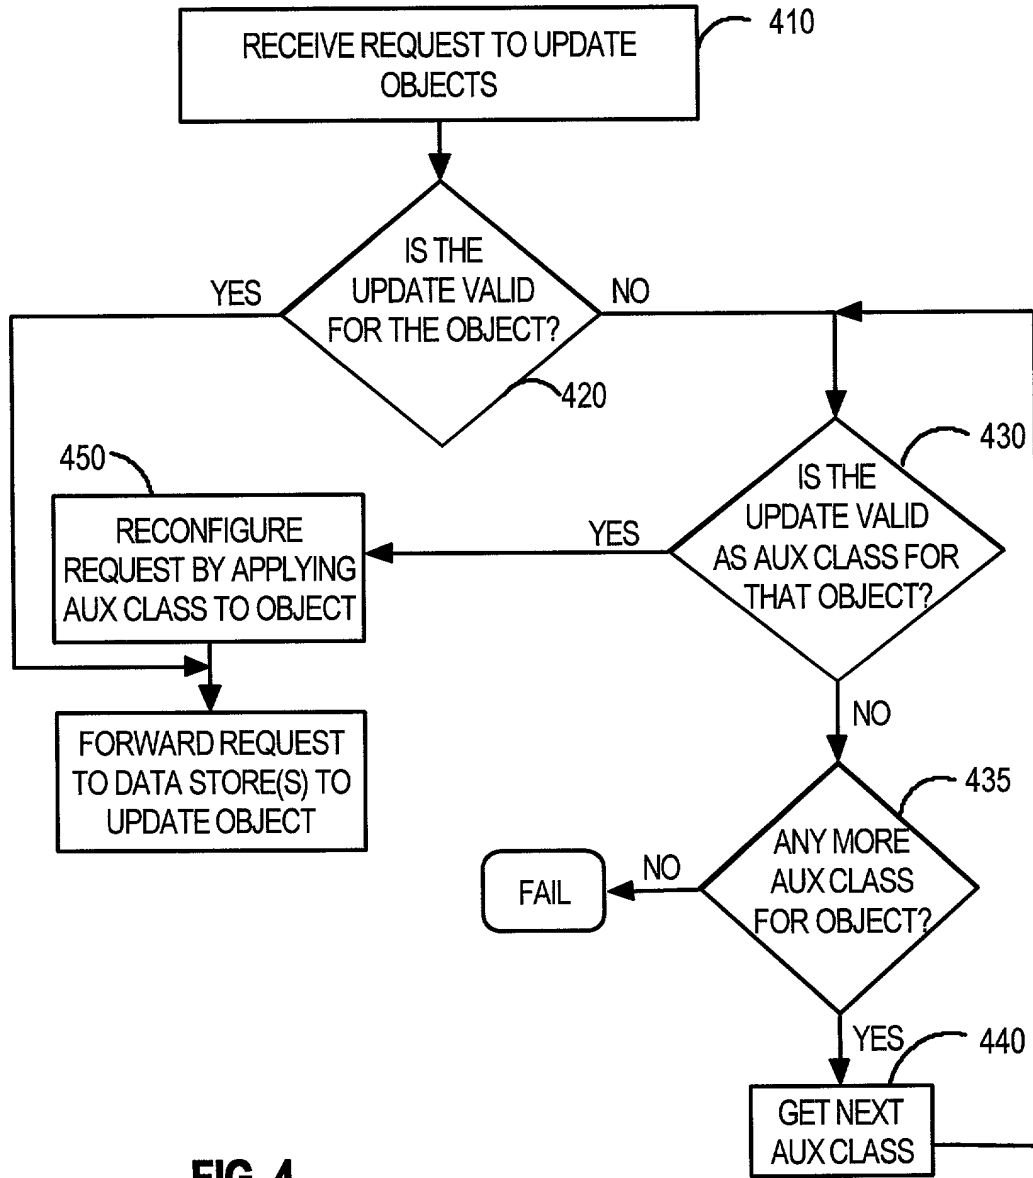 410
RECEIVE REQUEST TO UPDATE
OBJECTS
IS THE
UPDATE VALID
FOR THE OBJECT?
YES
NO
420
430
IS THE
UPDATE VALID
AS AUX CLASS FOR
THAT OBJECT?
YES
450
RECONFIGURE
REQUEST BY APPLYING
AUX CLASS TO OBJECT
NO
FORWARD REQUEST
TO DATA STORE(S) TO
UPDATE OBJECT
435
ANY MORE
AUX CLASS
FOR OBJECT?
NO
FAIL
YES
440
GET NEXT
AUX CLASS
FIG. 4